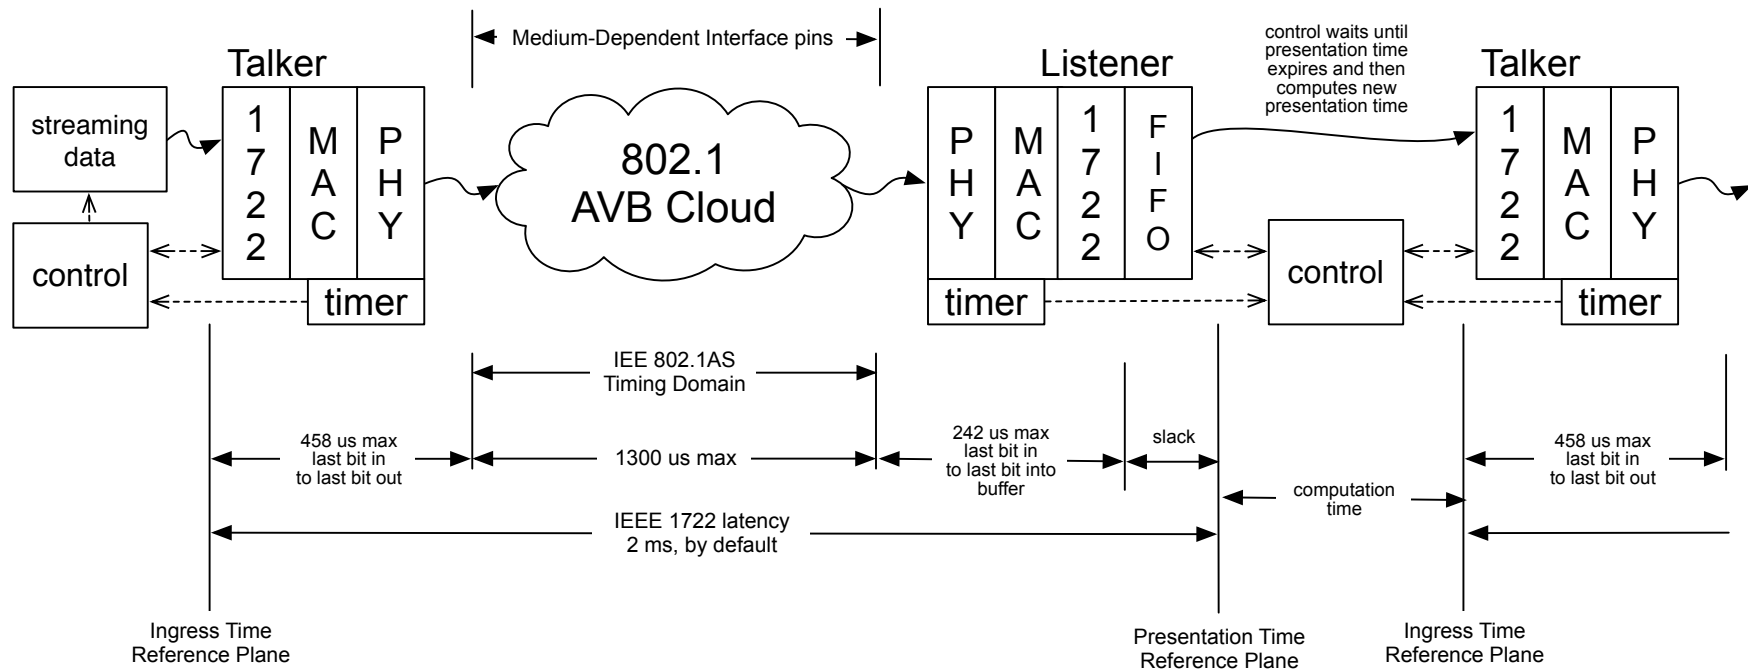 Medium-Dependent Interface pins
control waits until
presentation time
expires and then
computes new
presentation time
Talker
Listener
Talker
streaming
data
1
7
2
2
M
A
C
P
H
Y
802.1
AVB Cloud
P
H
Y
M
A
C
1
7
2
2
F
I
F
O
1
7
2
2
M
A
C
P
H
Y
control
timer
timer
control
timer
IEE 802.1AS
Timing Domain
458 us max
last bit in
to last bit out
1300 us max
242 us max
last bit in
to last bit into
buffer
slack
458 us max
last bit in
to last bit out
computation
time
IEEE 1722 latency
2 ms, by default
Ingress Time
Reference Plane
Presentation Time
Reference Plane
Ingress Time
Reference Plane